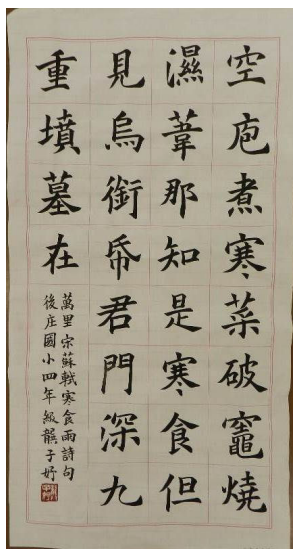 空庖煮寒菜破竈燒
濕葦那知是寒食但
見烏銜帋君門深九
重墳墓在
萬里 宋蘇軾寒食雨詩句
後庄國小四年級子妤